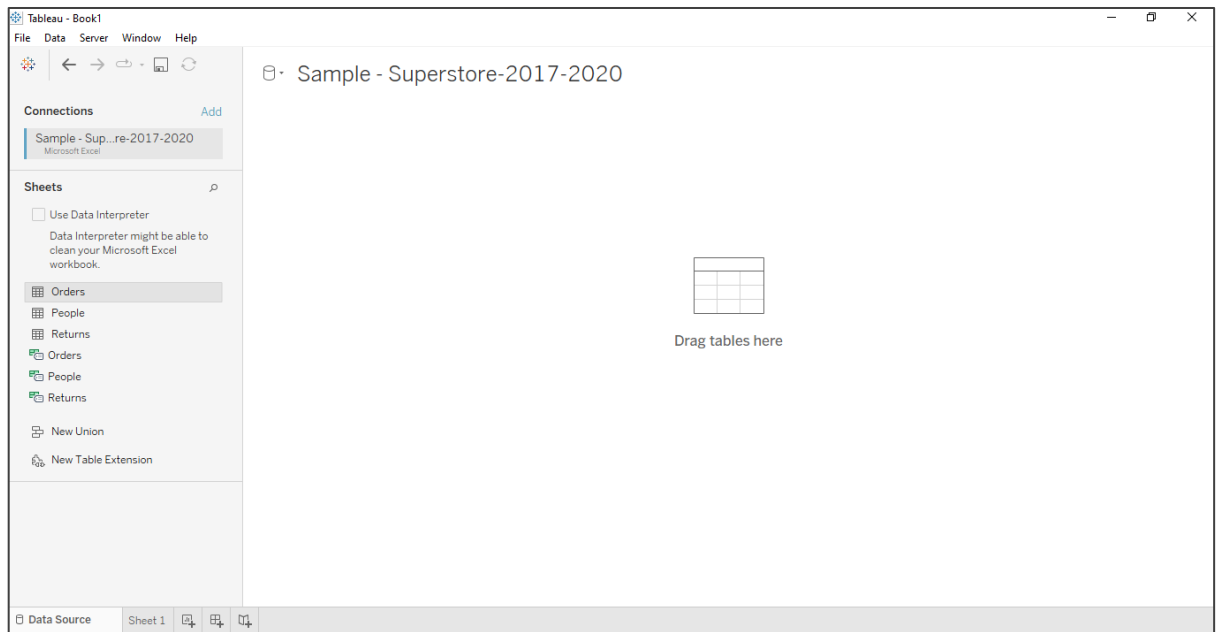 Tableau - Book1
File Data Server Window Help
Sample - Superstore-2017-2020
Connections Add
Sample - Sup...re-2017-2020
Microsoft Excel
Sheets
Use Data Interpreter
Data Interpreter might be able to
clean your Microsoft Excel
workbook.
Orders
People
Returns
Orders
People
Returns
New Union
New Table Extension
Drag tables here
Data Source Sheet 1